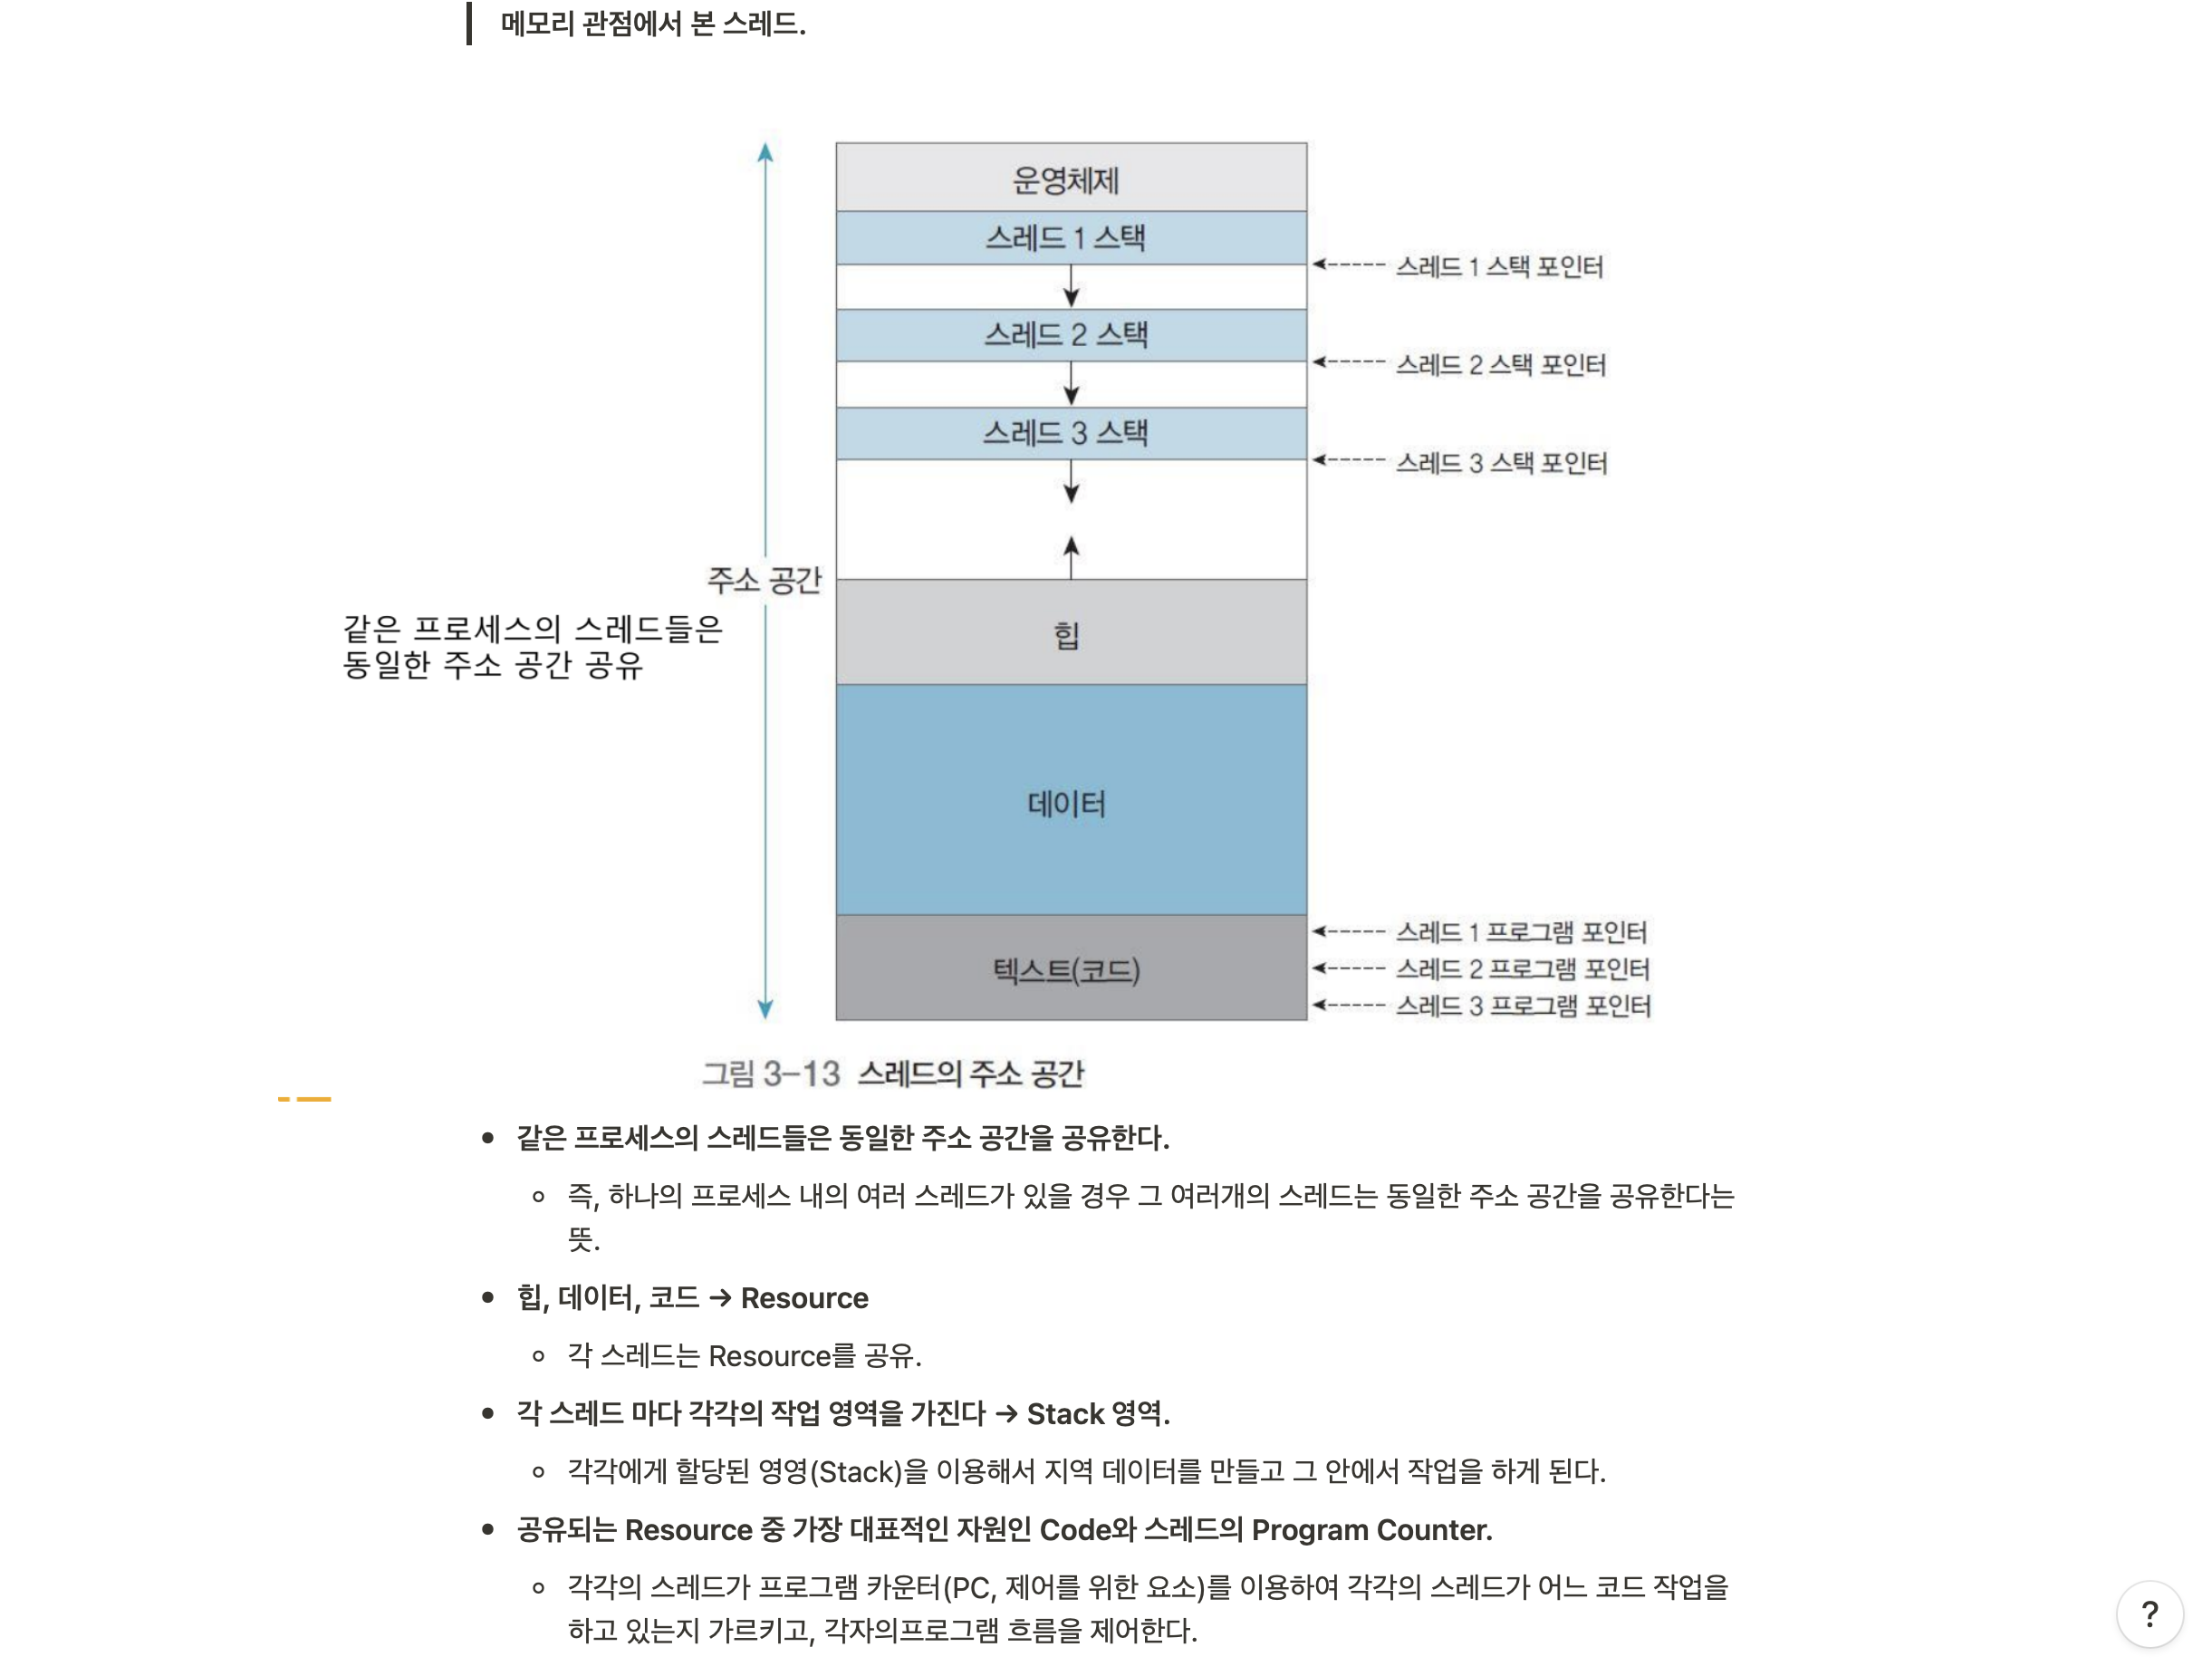 메모리 관점에서 본 스레드.
운영체제
스레드 1 스택
스레드 1 스택 포인터
스레드 2 스택
스레드 2 스택 포인터
스레드 3 스택
스레드 3 스택 포인터
주소 공간
같은 프로세스의 스레드들은
동일한 주소 공간 공유
힙
데이터
텍스트(코드)
스레드 1 프로그램 포인터
스레드 2 프로그램 포인터
스레드 3 프로그램 포인터
그림 3-13 스레드의 주소 공간
• 같은 프로세스의 스레드들은 동일한 주소 공간을 공유한다.
◦ 즉, 하나의 프로세스 내의 여러 스레드가 있을 경우 그 여러개의 스레드는 동일한 주소 공간을 공유한다는
뜻.
• 힙, 데이터, 코드 → Resource
◦ 각 스레드는 Resource를 공유.
• 각 스레드 마다 각각의 작업 영역을 가진다 → Stack 영역.
◦ 각각에게 할당된 영영(Stack)을 이용해서 지역 데이터를 만들고 그 안에서 작업을 하게 된다.
• 공유되는 Resource 중 가장 대표적인 자원인 Code와 스레드의 Program Counter.
◦ 각각의 스레드가 프로그램 카운터(PC, 제어를 위한 요소)를 이용하여 각각의 스레드가 어느 코드 작업을
하고 있는지 가르키고, 각자의프로그램 흐름을 제어한다.
?